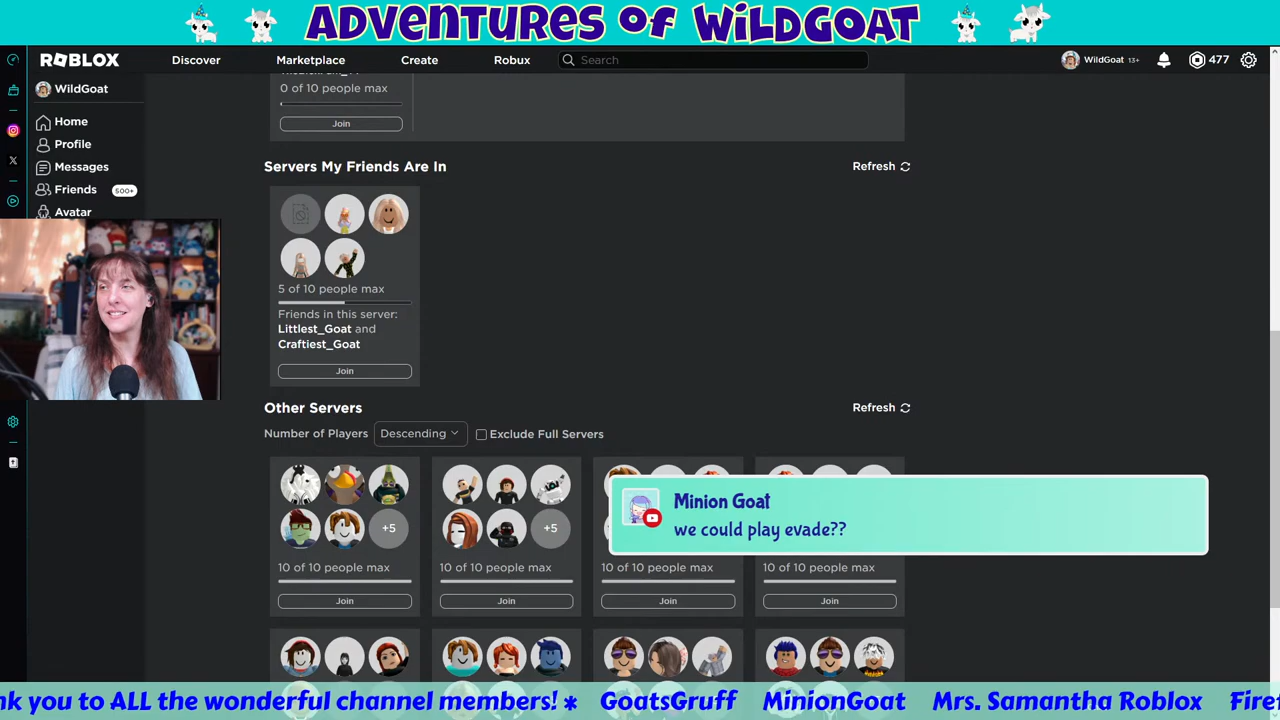 ADVENTURES OF WILDGOAT
ROBLOX
Discover
Marketplace
Create
Robux
Search
WildGoat 13+
477
WildGoat
Home
Profile
Messages
Friends 500+
Avatar
0 of 10 people max
Join
Servers My Friends Are In
Refresh
5 of 10 people max
Friends in this server:
Littlest_Goat and
Craftiest_Goat
Join
Other Servers
Refresh
Number of Players Descending Exclude Full Servers
+5
+5
Minion Goat
we could play evade??
10 of 10 people max
10 of 10 people max
10 of 10 people max
10 of 10 people max
Join
Join
Join
Join
nk you to ALL the wonderful channel members! * GoatsGruff MinionGoat Mrs. Samantha Roblox Firef